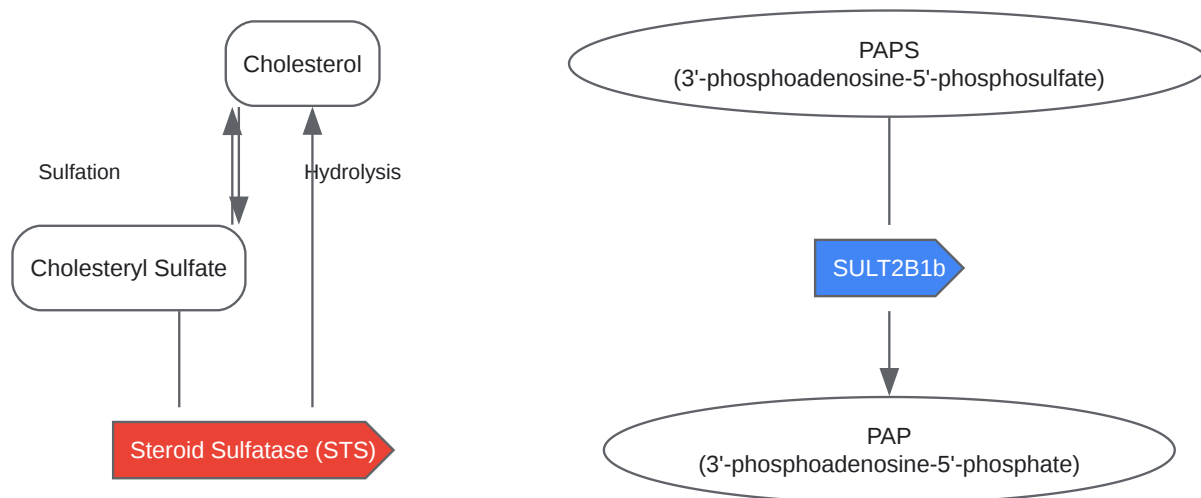 Cholesterol
Sulfation
Hydrolysis
Cholesteryl Sulfate
Steroid Sulfatase (STS)
PAPS
(3'-phosphoadenosine-5'-phosphosulfate)
SULT2B1b
PAP
(3'-phosphoadenosine-5'-phosphate)